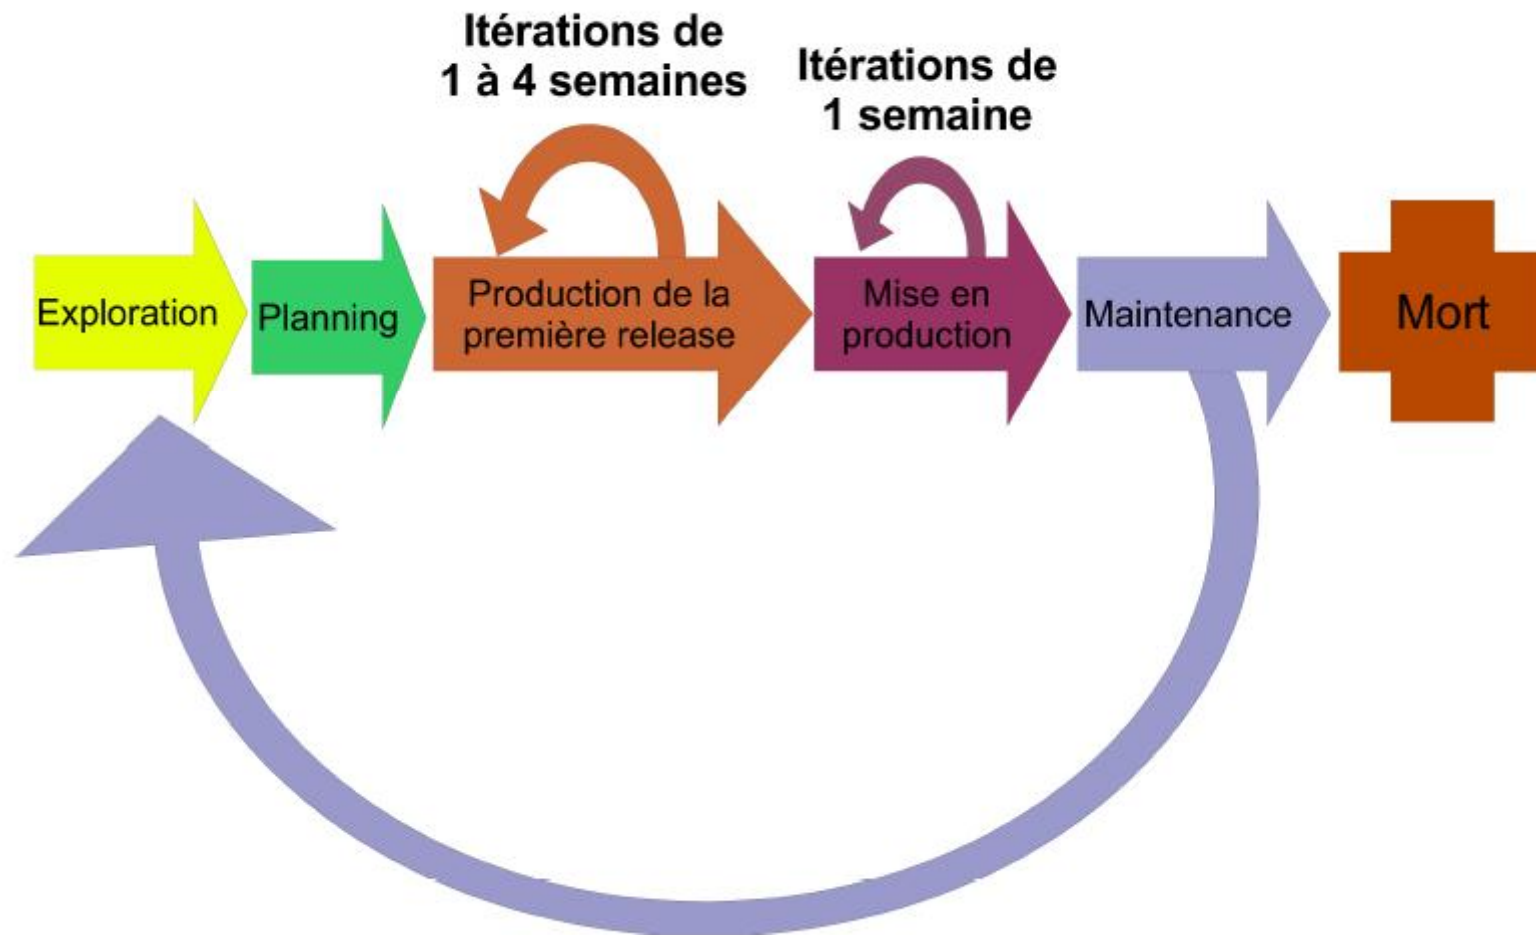 Itérations de
1 à 4 semaines
Itérations de
1 semaine
Exploration
Planning
Production de la
première release
Mise en
production
Maintenance
Mort